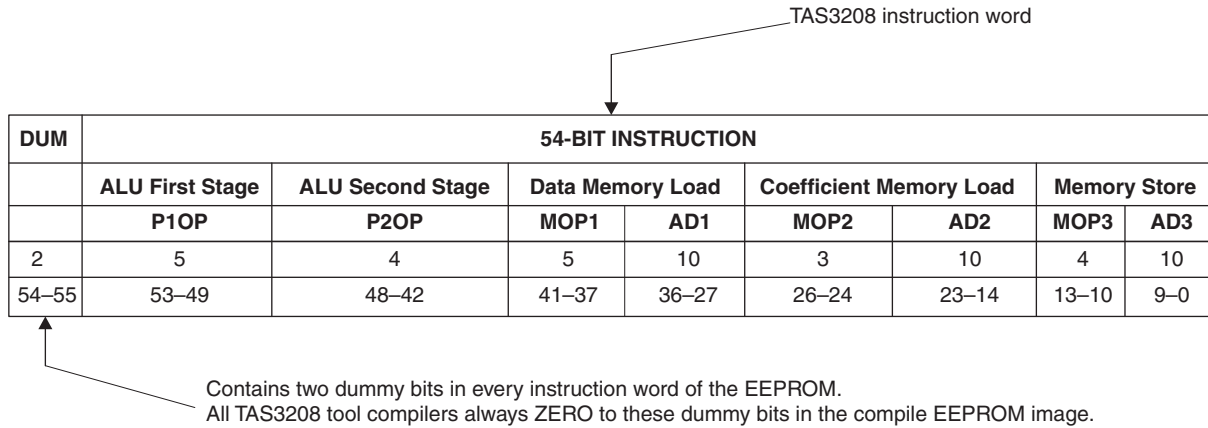 TAS3208 instruction word
DUM 54-BIT INSTRUCTION
ALU First Stage ALU Second Stage Data Memory Load Coefficient Memory Load Memory Store
P1OP P2OP MOP1 AD1 MOP2 AD2 MOP3 AD3
2 5 4 5 10 3 10 4 10
54–55 53–49 48–42 41–37 36–27 26–24 23–14 13–10 9–0
Contains two dummy bits in every instruction word of the EEPROM.
All TAS3208 tool compilers always ZERO to these dummy bits in the compile EEPROM image.